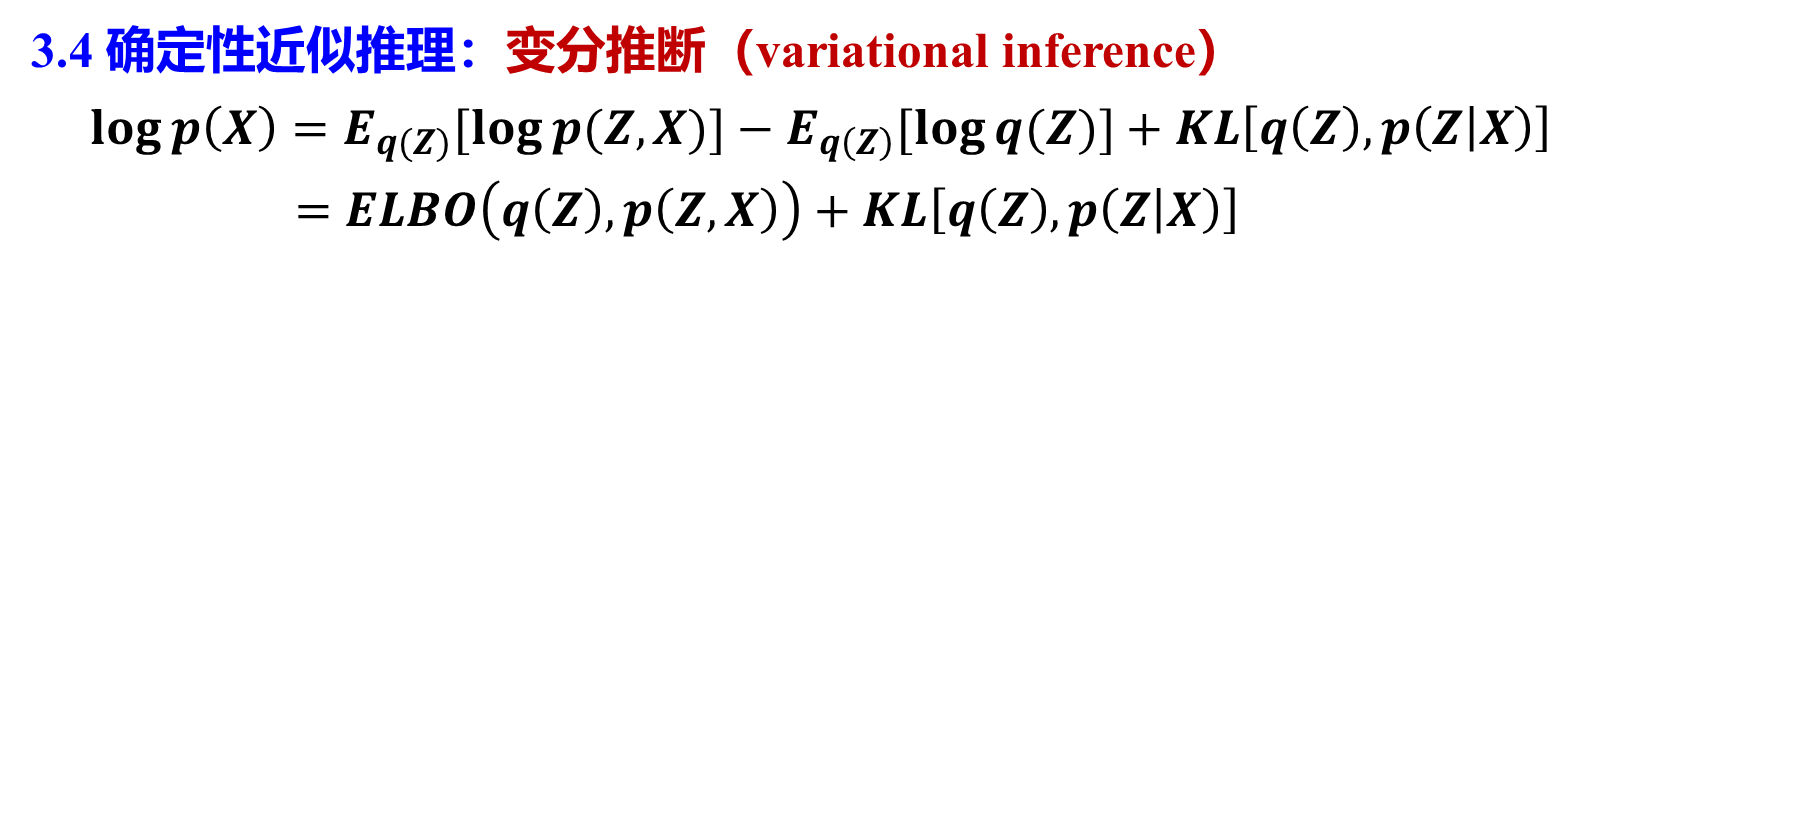 3.4 确定性近似推理：变分推断（variational inference）
log p(X) = E_{q(Z)}[log p(Z, X)] − E_{q(Z)}[log q(Z)] + KL[q(Z), p(Z|X)]
= ELBO(q(Z), p(Z, X)) + KL[q(Z), p(Z|X)]